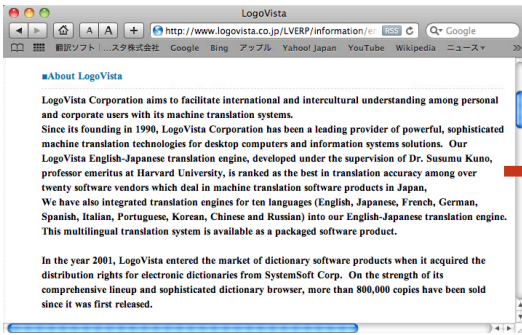 LogoVista
A A + http://www.logovista.co.jp/LVERP/information/en RSS Google
翻訳ソフト |...スタ株式会社 Google Bing アップル Yahoo! Japan YouTube Wikipedia ニュース
■About LogoVista
LogoVista Corporation aims to facilitate international and intercultural understanding among personal
and corporate users with its machine translation systems.
Since its founding in 1990, LogoVista Corporation has been a leading provider of powerful, sophisticated
machine translation technologies for desktop computers and information systems solutions. Our
LogoVista English-Japanese translation engine, developed under the supervision of Dr. Susumu Kuno,
professor emeritus at Harvard University, is ranked as the best in translation accuracy among over
twenty software vendors which deal in machine translation software products in Japan,
We have also integrated translation engines for ten languages (English, Japanese, French, German,
Spanish, Italian, Portuguese, Korean, Chinese and Russian) into our English-Japanese translation engine.
This multilingual translation system is available as a packaged software product.
In the year 2001, LogoVista entered the market of dictionary software products when it acquired the
distribution rights for electronic dictionaries from SystemSoft Corp. On the strength of its
comprehensive lineup and sophisticated dictionary browser, more than 800,000 copies have been sold
since it was first released.